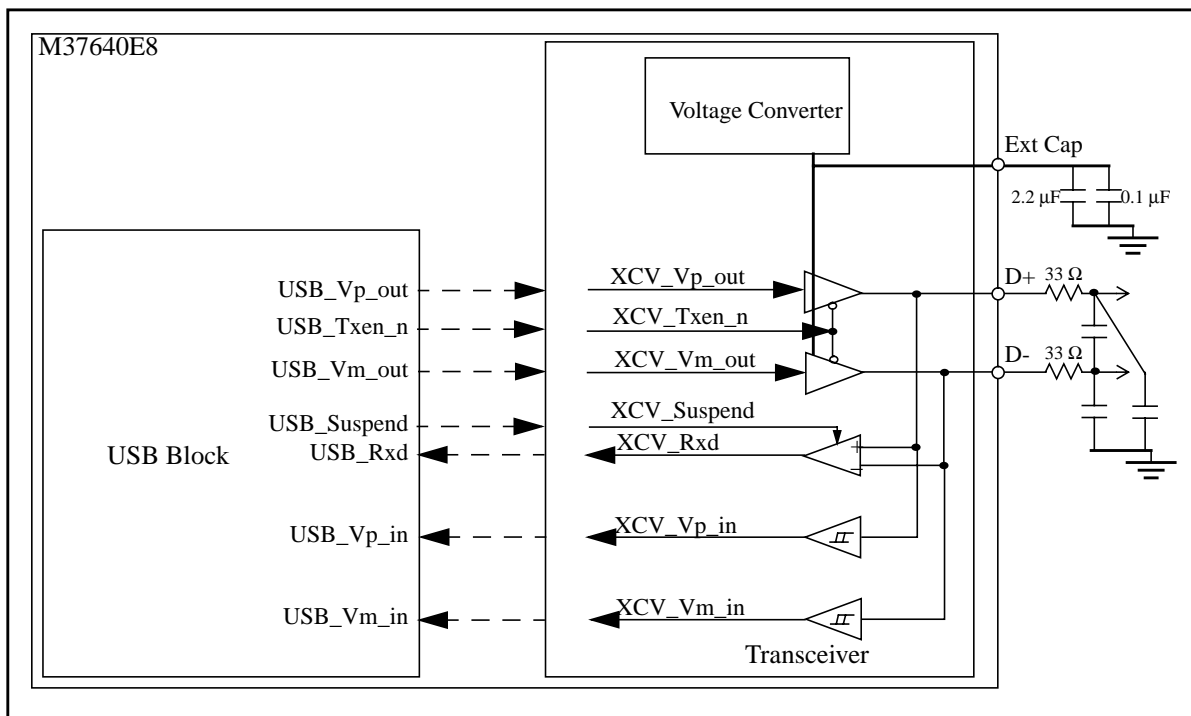 M37640E8
Voltage Converter
Ext Cap
2.2 μF
0.1 μF
USB Block
USB_Vp_out
USB_Txen_n
USB_Vm_out
USB_Suspend
USB_Rxd
USB_Vp_in
USB_Vm_in
XCV_Vp_out
XCV_Txen_n
XCV_Vm_out
XCV_Suspend
XCV_Rxd
+
−
XCV_Vp_in
XCV_Vm_in
Transceiver
D+
33 Ω
D-
33 Ω